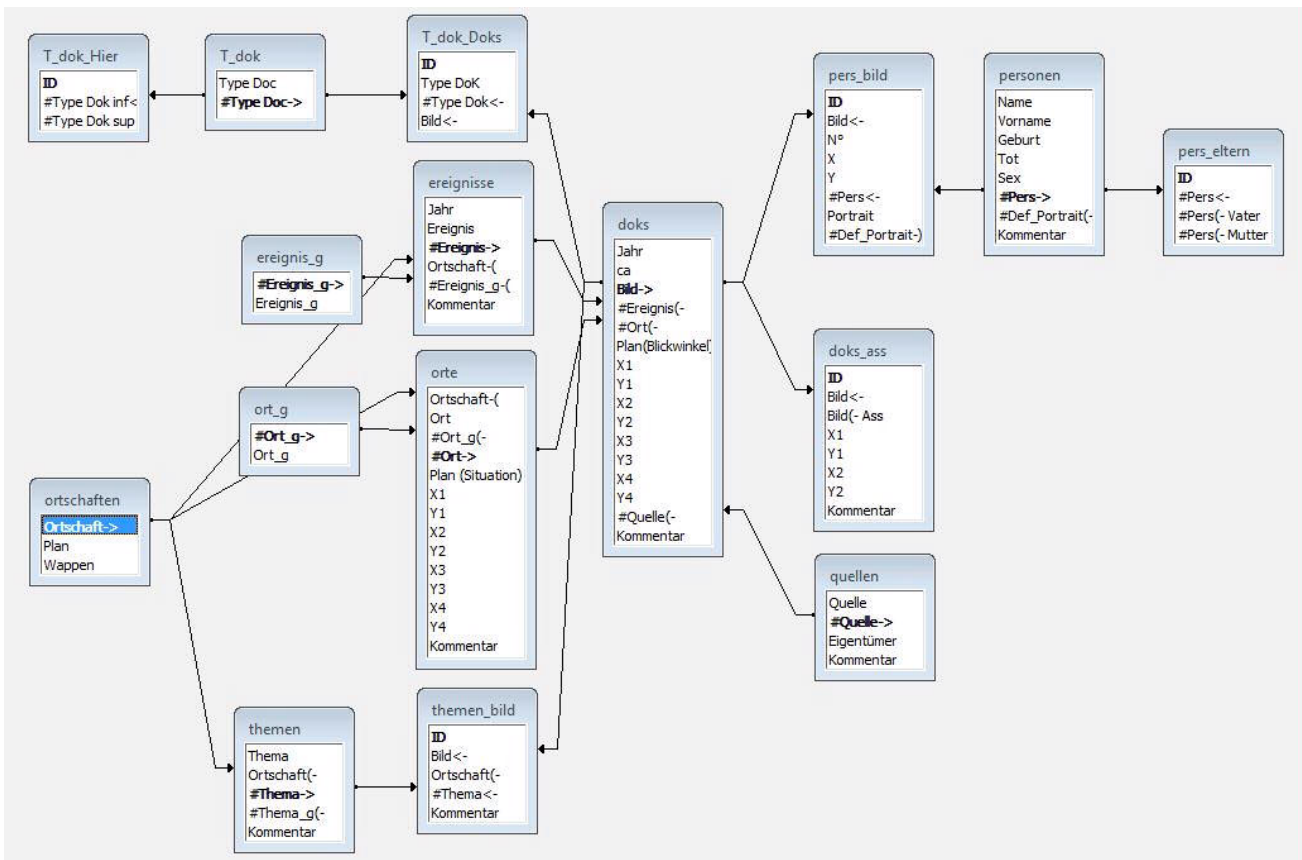 T_dok_Hier
ID
#Type Dok inf<
#Type Dok sup
T_dok
Type Doc
#Type Doc->
T_dok_Doks
ID
Type DoK
#Type Dok<-
Bild<-
ereignisse
Jahr
Ereignis
#Ereignis->
Ortschaft-(
#Ereignis_g-(
Kommentar
ereignis_g
#Ereignis_g->
Ereignis_g
ort_g
#Ort_g->
Ort_g
orte
Ortschaft-(
Ort
#Ort_g(-
#Ort->
Plan (Situation)
X1
Y1
X2
Y2
X3
Y3
X4
Y4
Kommentar
ortschaften
Ortschaft->
Plan
Wappen
themen
Thema
Ortschaft(-
#Thema->
#Thema_g(-
Kommentar
themen_bild
ID
Bild<-
Ortschaft(-
#Thema<-
Kommentar
doks
Jahr
ca
Bild->
#Ereignis(-
#Ort(-
Plan(Blickwinkel)
X1
Y1
X2
Y2
X3
Y3
X4
Y4
#Quelle(-
Kommentar
pers_bild
ID
Bild<-
N°
X
Y
#Pers<-
Portrait
#Def_Portrait-)
personen
Name
Vorname
Geburt
Tot
Sex
#Pers->
#Def_Portrait(-
Kommentar
pers_eltern
ID
#Pers<-
#Pers(- Vater
#Pers(- Mutter
doks_ass
ID
Bild<-
Bild(- Ass
X1
Y1
X2
Y2
Kommentar
quellen
Quelle
#Quelle->
Eigentümer
Kommentar